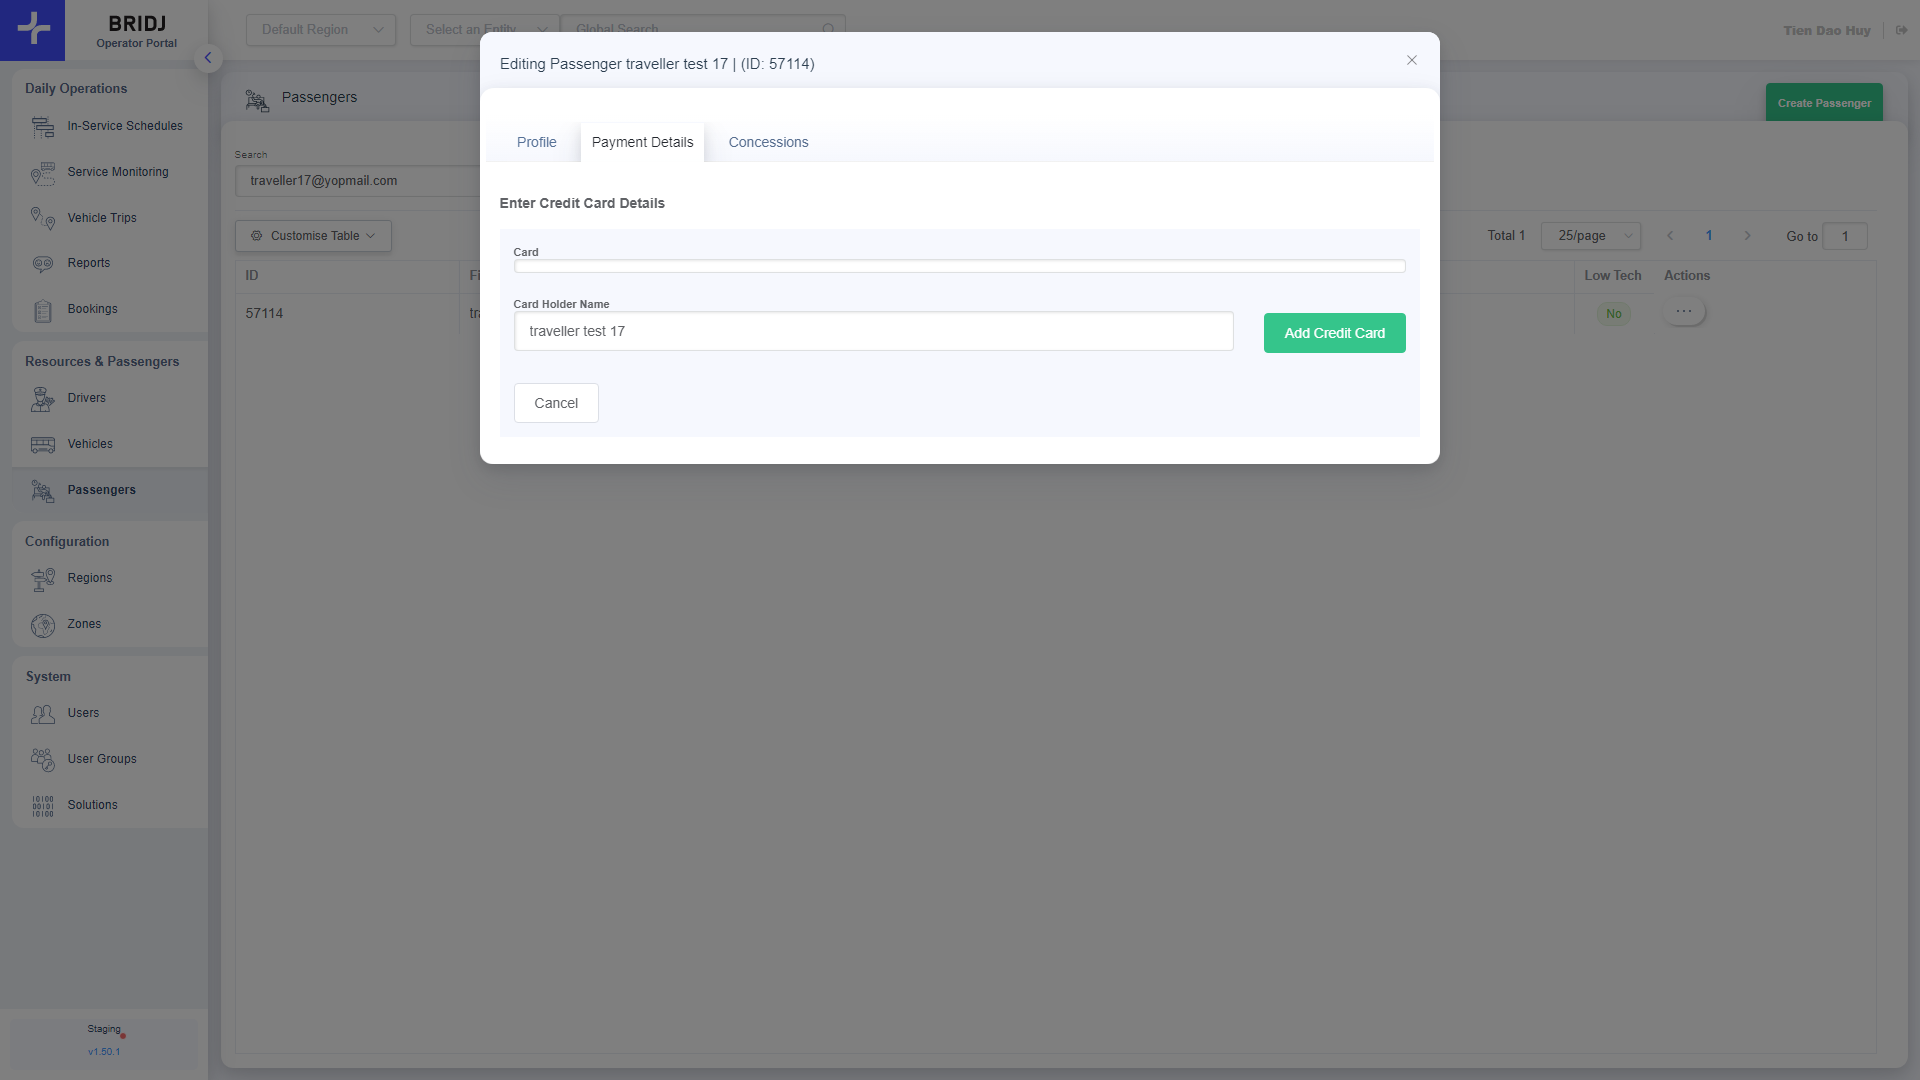 BRIDJ
Operator Portal
Default Region
Select an Entity
Global Search
Tien Dao Huy
Daily Operations
In-Service Schedules
Service Monitoring
Vehicle Trips
Reports
Bookings
Resources & Passengers
Drivers
Vehicles
Passengers
Configuration
Regions
Zones
System
Users
User Groups
Solutions
Staging
v1.50.1
Passengers
Create Passenger
Search
traveller17@yopmail.com
Customise Table
Total 1
25/page
1
Go to
1
ID
Low Tech
Actions
57114
No
Editing Passenger traveller test 17 | (ID: 57114)
Profile
Payment Details
Concessions
Enter Credit Card Details
Card
Card Holder Name
traveller test 17
Add Credit Card
Cancel